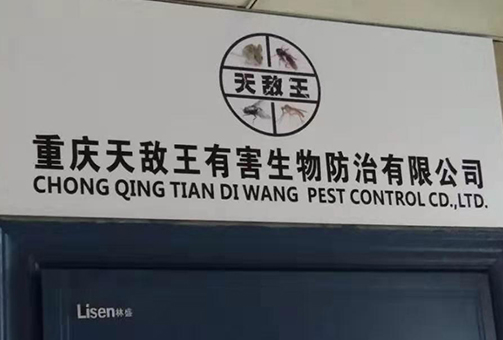 天敌王
重庆天敌王有害生物防治有限公司
CHONG QING TIAN DI WANG PEST CONTROL CD.,LTD.
Lisen林盛